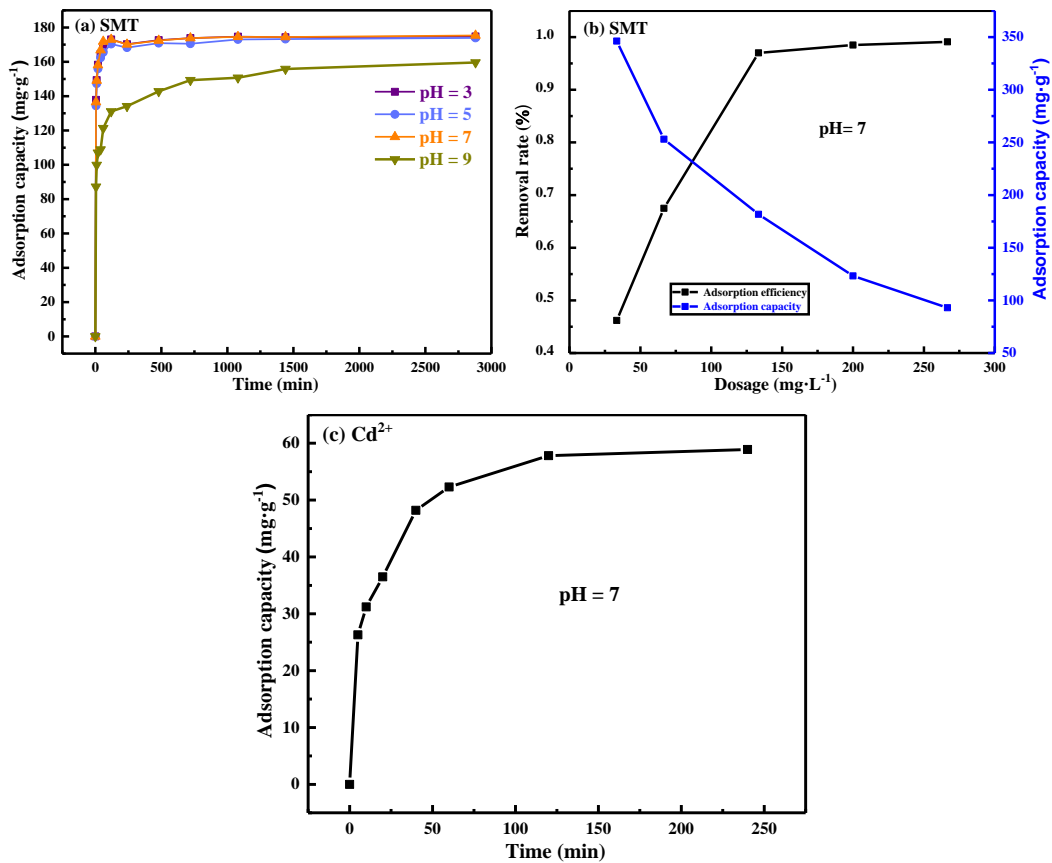 (a) SMT
180
160
140
120
100
80
60
40
20
0
Adsorption capacity (mg·g⁻¹)
pH = 3
pH = 5
pH = 7
pH = 9
0 500 1000 1500 2000 2500 3000
Time (min)
(b) SMT
1.0
0.9
0.8
0.7
0.6
0.5
0.4
Removal rate (%)
pH= 7
Adsorption efficiency
Adsorption capacity
350
300
250
200
150
100
50
Adsorption capacity (mg·g⁻¹)
0 50 100 150 200 250 300
Dosage (mg·L⁻¹)
(c) Cd²⁺
60
50
40
30
20
10
0
Adsorption capacity (mg·g⁻¹)
pH = 7
0 50 100 150 200 250
Time (min)